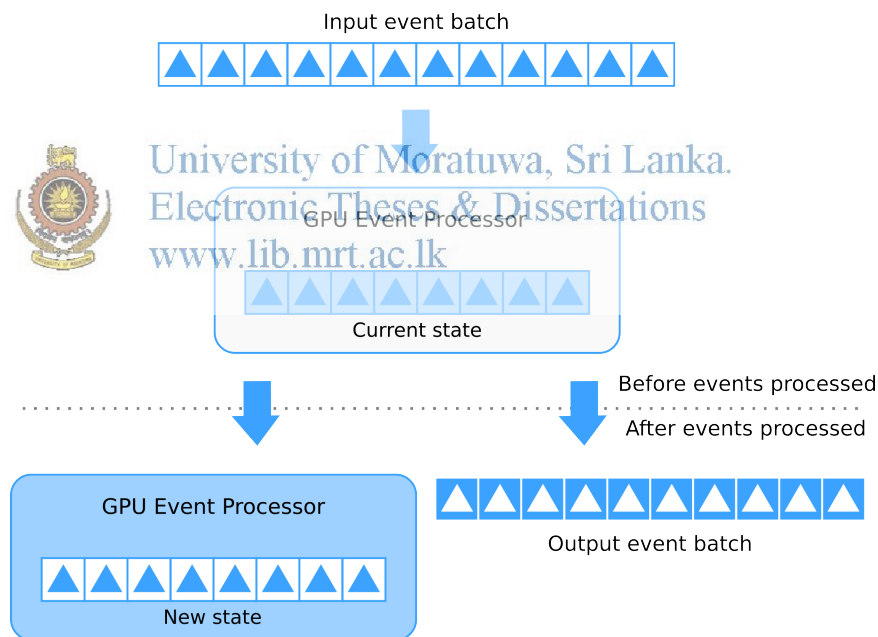 Input event batch
University of Moratuwa, Sri Lanka.
Electronic Theses & Dissertations
www.lib.mrt.ac.lk
GPU Event Processor
Current state
Before events processed
After events processed
GPU Event Processor
New state
Output event batch